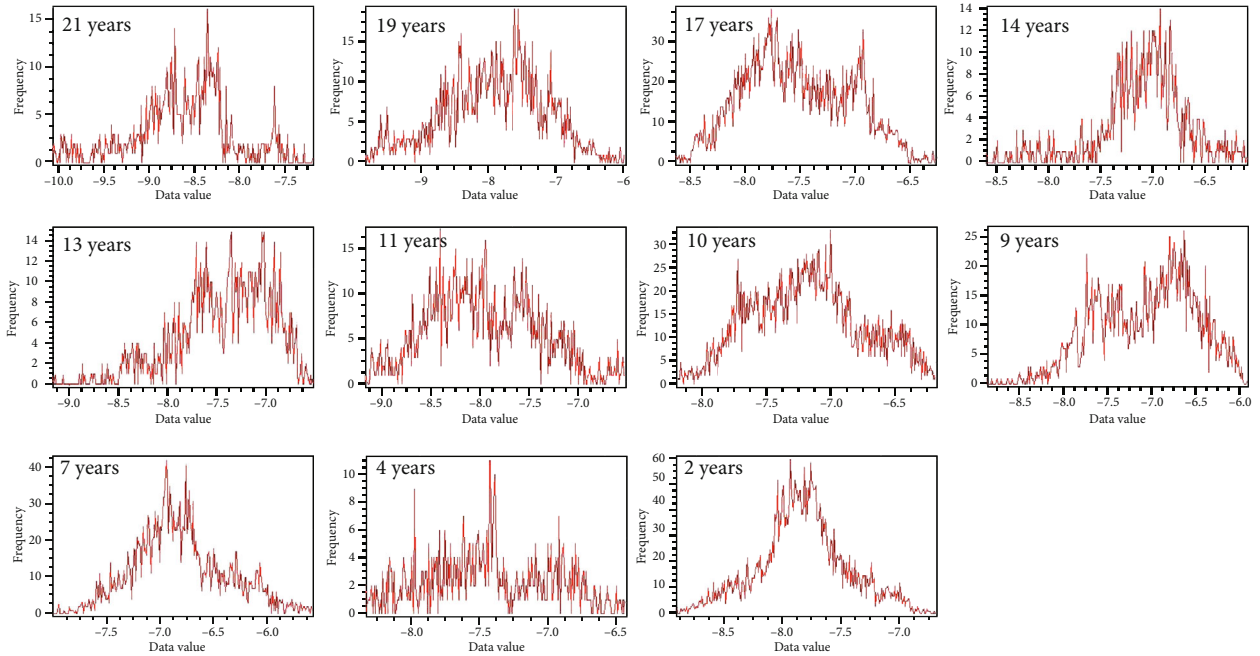 21 years
Frequency
15
10
5
0
−10.0 −9.5 −9.0 −8.5 −8.0 −7.5
Data value
19 years
Frequency
15
10
5
0
−9 −8 −7 −6
Data value
17 years
Frequency
30
20
10
0
−8.5 −8.0 −7.5 −7.0 −6.5
Data value
14 years
Frequency
14
12
10
8
6
4
2
0
−8.5 −8.0 −7.5 −7.0 −6.5
Data value
13 years
Frequency
14
12
10
8
6
4
2
0
−9.0 −8.5 −8.0 −7.5 −7.0
Data value
11 years
Frequency
15
10
5
0
−9.0 −8.5 −8.0 −7.5 −7.0
Data value
10 years
Frequency
30
25
20
15
10
5
0
−8.0 −7.5 −7.0 −6.5
Data value
9 years
Frequency
25
20
15
10
5
0
−8.5 −8.0 −7.5 −7.0 −6.5 −6.0
Data value
7 years
Frequency
40
30
20
10
0
−7.5 −7.0 −6.5 −6.0
Data value
4 years
Frequency
10
8
6
4
2
0
−8.0 −7.5 −7.0 −6.5
Data value
2 years
Frequency
60
50
40
30
20
10
0
−8.5 −8.0 −7.5 −7.0
Data value